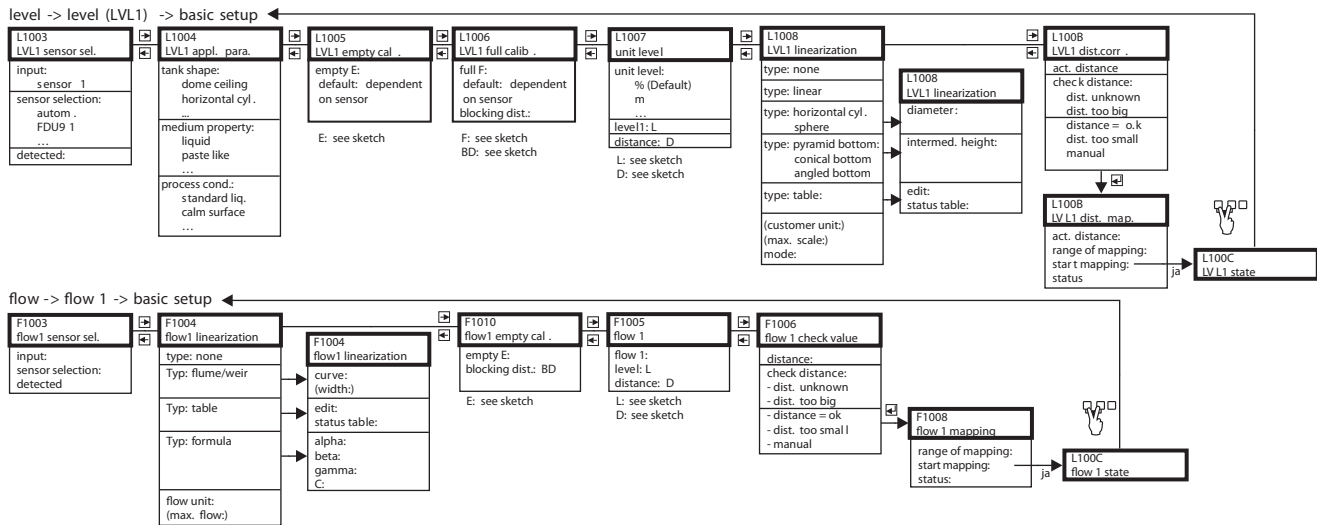 level -> level (LVL1) -> basic setup
L1003
LVL1 sensor sel.
input:
sensor 1
sensor selection:
autom .
FDU9 1
...
detected:
L1004
LVL1 appl. para.
tank shape:
dome ceiling
horizontal cyl .
...
medium property:
liquid
paste like
...
process cond.:
standard liq.
calm surface
...
L1005
LVL1 empty cal .
empty E:
default: dependent
on sensor
E: see sketch
L1006
LVL1 full calib .
full F:
default: dependent
on sensor
blocking dist.:
F: see sketch
BD: see sketch
L1007
unit level
unit level:
% (Default)
m
...
level1: L
distance: D
L: see sketch
D: see sketch
L1008
LVL1 linearization
type: none
type: linear
type: horizontal cyl .
sphere
type: pyramid bottom:
conical bottom
angled bottom
type: table:
(customer unit:)
(max. scale:)
mode:
L1008
LVL1 linearization
diameter :
intermed. height:
edit:
status table:
L100B
LVL1 dist.corr .
act. distance
check distance:
dist. unknown
dist. too big
distance = o.k
dist. too small
manual
L100B
LV L1 dist. map.
act. distance:
range of mapping:
star t mapping:
status
ja
L100C
LV L1 state
flow -> flow 1 -> basic setup
F1003
flow1 sensor sel.
input:
sensor selection:
detected
F1004
flow1 linearization
type: none
Typ: flume/weir
Typ: table
Typ: formula
flow unit:
(max. flow:)
F1004
flow1 linearization
curve:
(width:)
edit:
status table:
alpha:
beta:
gamma:
C:
F1010
flow1 empty cal .
empty E:
blocking dist.: BD
E: see sketch
F1005
flow 1
flow 1:
level: L
distance: D
L: see sketch
D: see sketch
F1006
flow 1 check value
distance:
check distance:
- dist. unknown
- dist. too big
- distance = ok
- dist. too smal l
- manual
F1008
flow 1 mapping
range of mapping:
start mapping:
status:
ja
L100C
flow 1 state